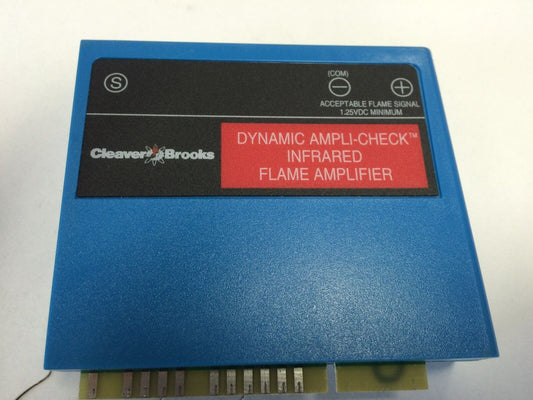 S
(COM)
− +
ACCEPTABLE FLAME SIGNAL
1.25VDC MINIMUM
Cleaver Brooks
DYNAMIC AMPLI-CHECK™
INFRARED
FLAME AMPLIFIER